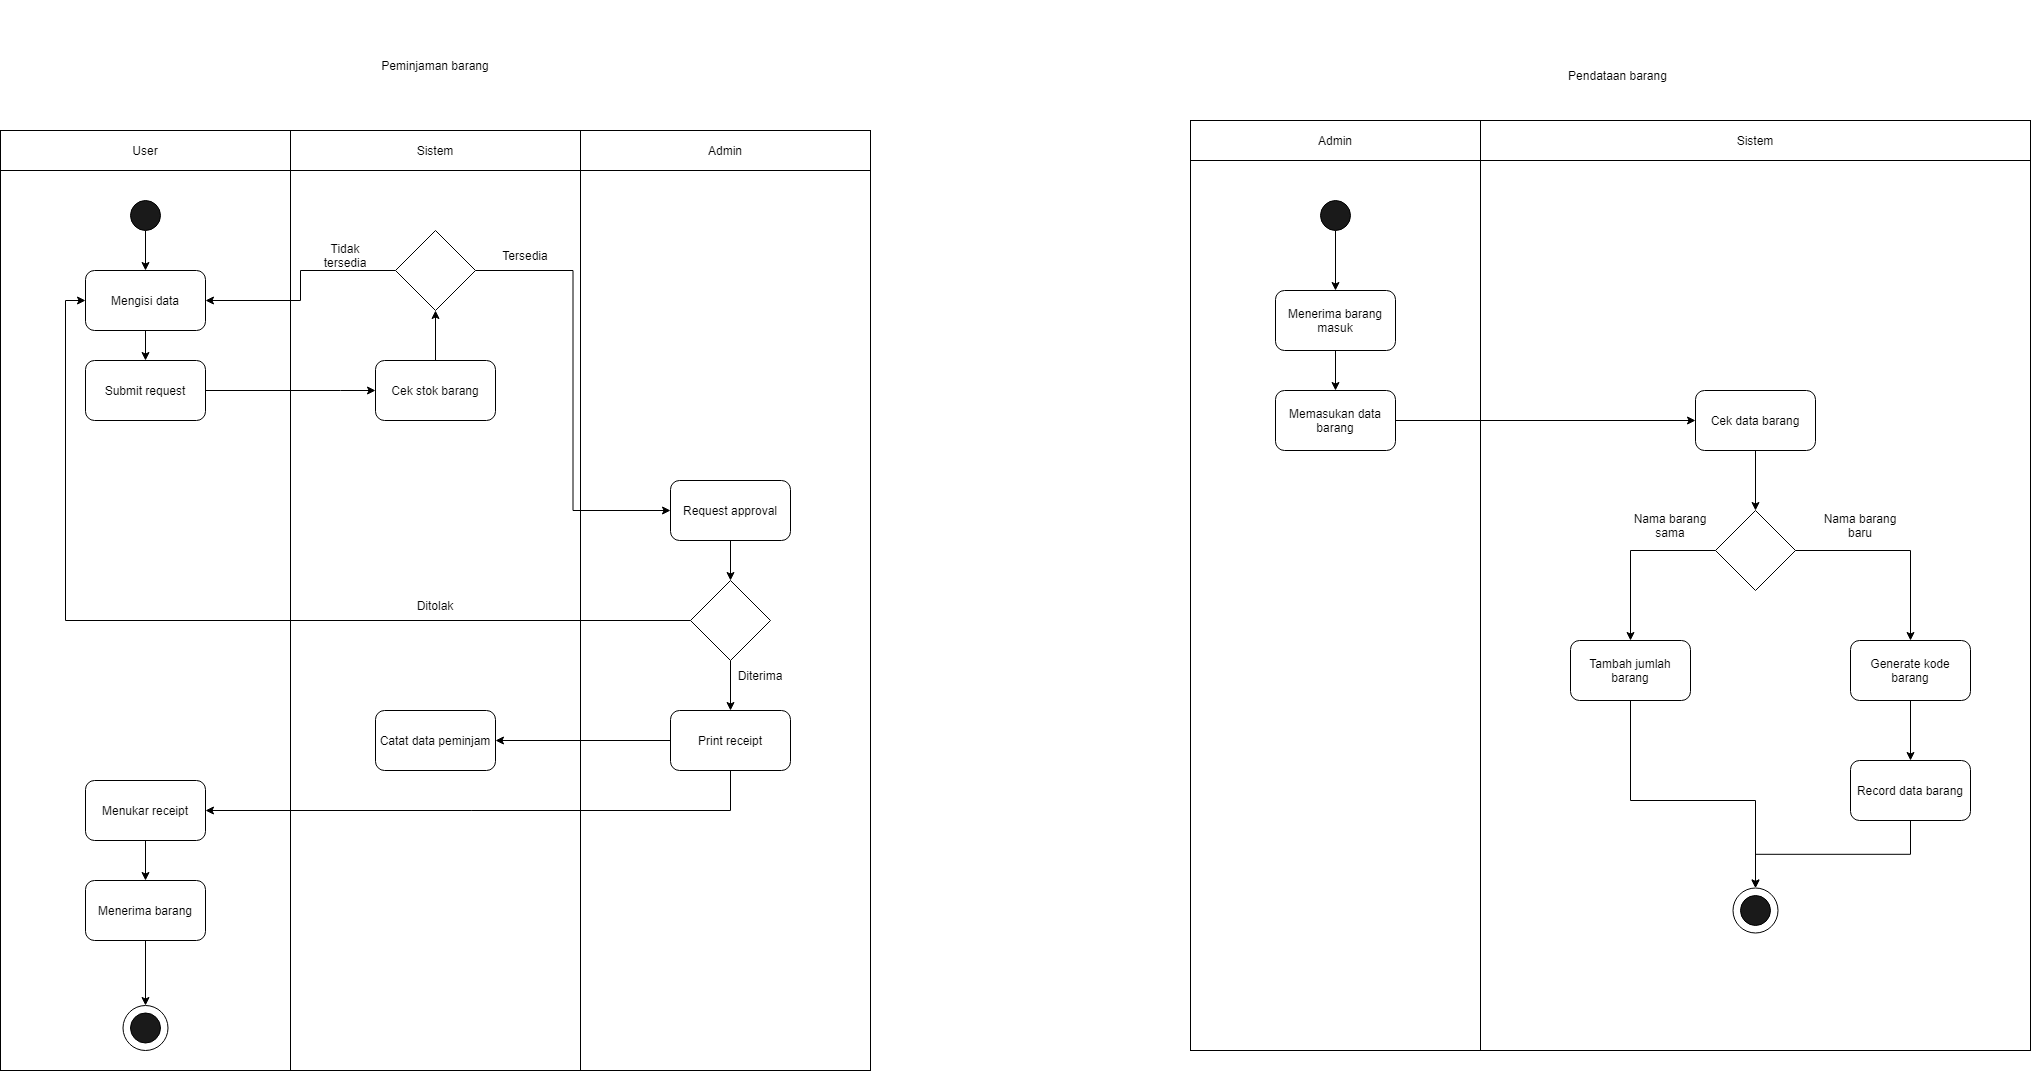 Peminjaman barang
User
Sistem
Admin
Tidak
tersedia
Tersedia
Mengisi data
Submit request
Cek stok barang
Request approval
Ditolak
Diterima
Catat data peminjam
Print receipt
Menukar receipt
Menerima barang
Pendataan barang
Admin
Sistem
Menerima barang
masuk
Memasukan data
barang
Cek data barang
Nama barang
sama
Nama barang
baru
Tambah jumlah
barang
Generate kode
barang
Record data barang